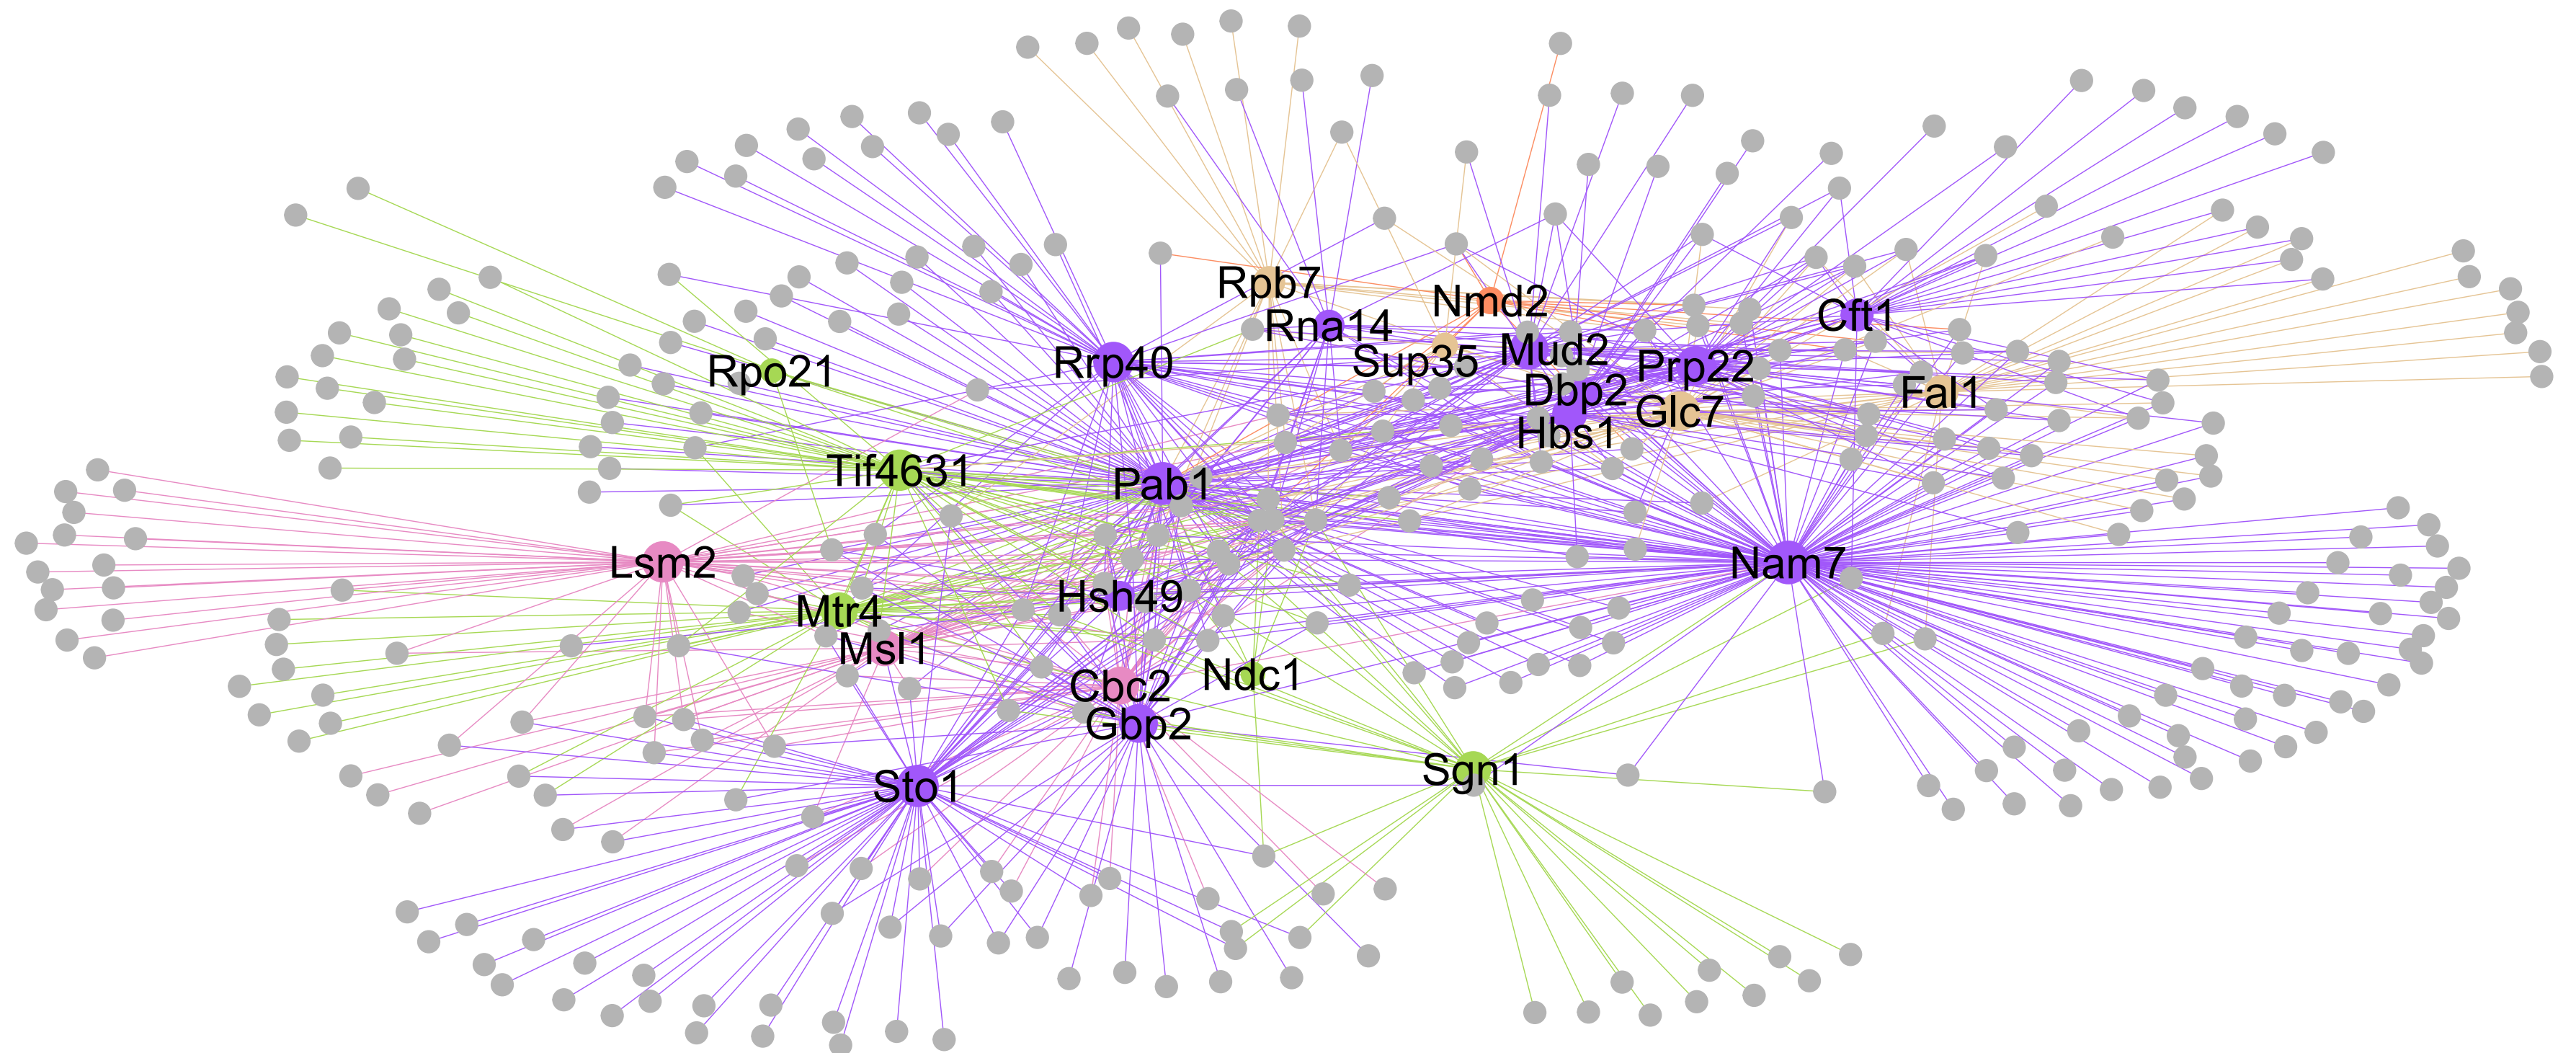 Rpb7
Nmd2
Rna14
Cft1
Rrp40
Sup35
Mud2
Prp22
Rpo21
Dbp2
Fal1
Glc7
Hbs1
Tif4631
Pab1
Lsm2
Nam7
Hsh49
Mtr4
Msl1
Ndc1
Cbc2
Gbp2
Sgn1
Sto1